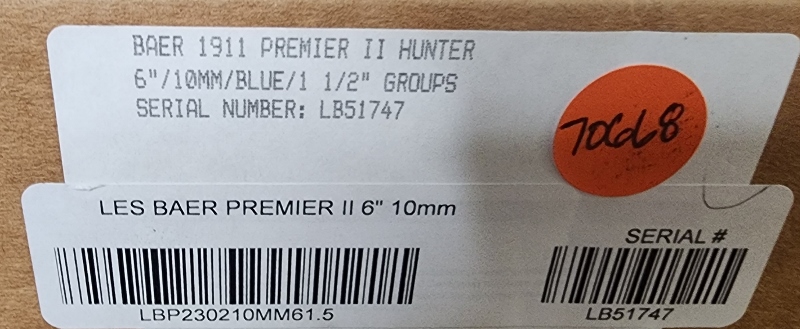 BAER 1911 PREMIER II HUNTER
6"/10MM/BLUE/1 1/2" GROUPS
SERIAL NUMBER: LB51747
70668
LES BAER PREMIER II 6" 10mm
SERIAL #
LBP230210MM61.5
LB51747